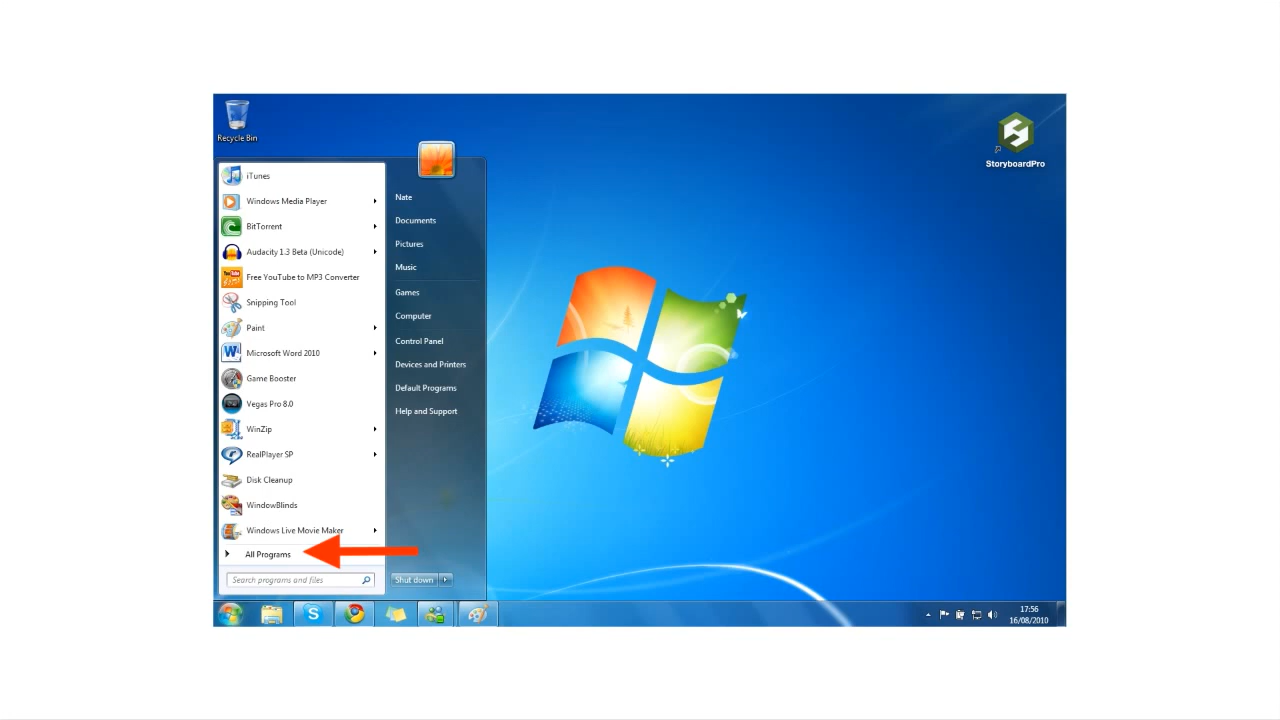 Recycle Bin
StoryboardPro
iTunes
Windows Media Player
BitTorrent
Audacity 1.3 Beta (Unicode)
Free YouTube to MP3 Converter
Snipping Tool
Paint
Microsoft Word 2010
Game Booster
Vegas Pro 8.0
WinZip
RealPlayer SP
Disk Cleanup
WindowBlinds
Windows Live Movie Maker
All Programs
Search programs and files
Nate
Documents
Pictures
Music
Games
Computer
Control Panel
Devices and Printers
Default Programs
Help and Support
Shut down
17:56
16/08/2010